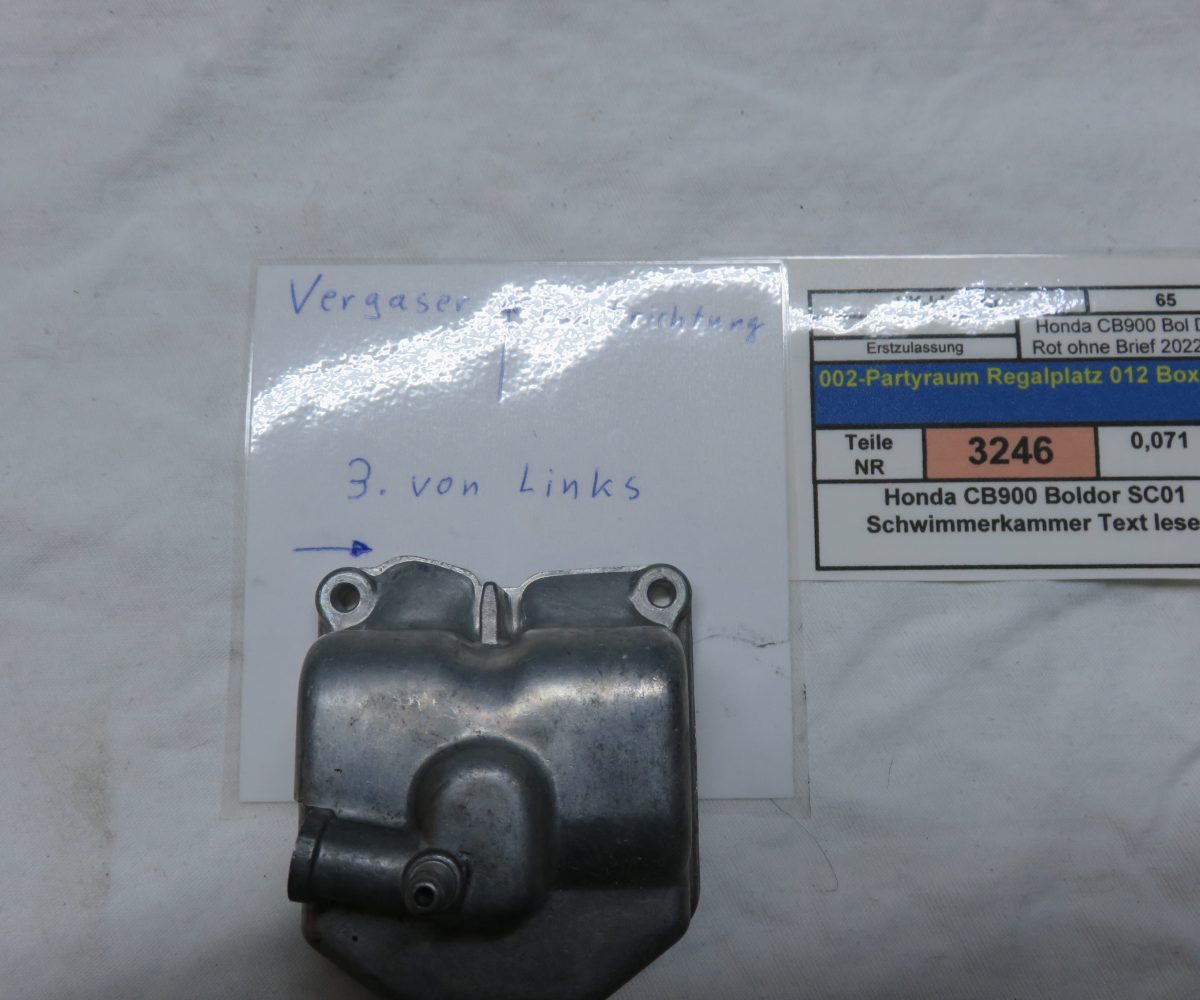 Vergaser
richtung
3. von Links
65
Honda CB900 Bol D
Erstzulassung
Rot ohne Brief 2022
002-Partyraum Regalplatz 012 Box
Teile
NR
3246
0,071
Honda CB900 Boldor SC01
Schwimmerkammer Text lese